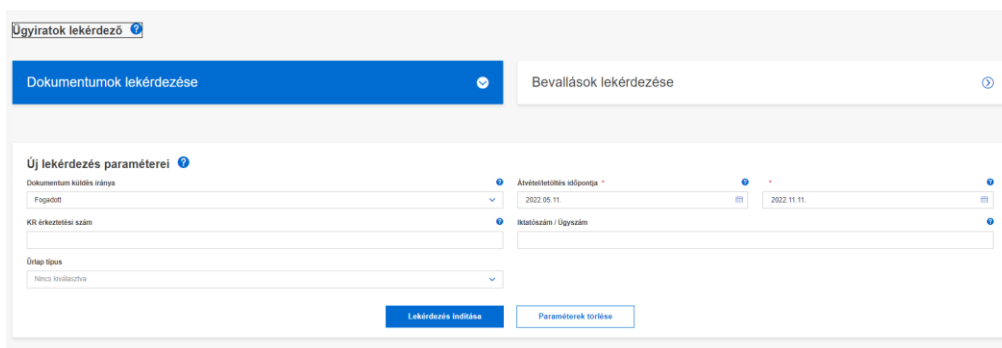 Ügyiratok lekérdező ?
Dokumentumok lekérdezése
Bevallások lekérdezése
Új lekérdezés paraméterei ?
Dokumentum küldés iránya ?
Átvétel/letöltés időpontja * ?
* ?
Fogadott
2022.05.11.
2022.11.11.
KR érkeztetési szám ?
Iktatószám / Ügyszám ?
Űrlap típus
Nincs kiválasztva
Lekérdezés indítása
Paraméterek törlése